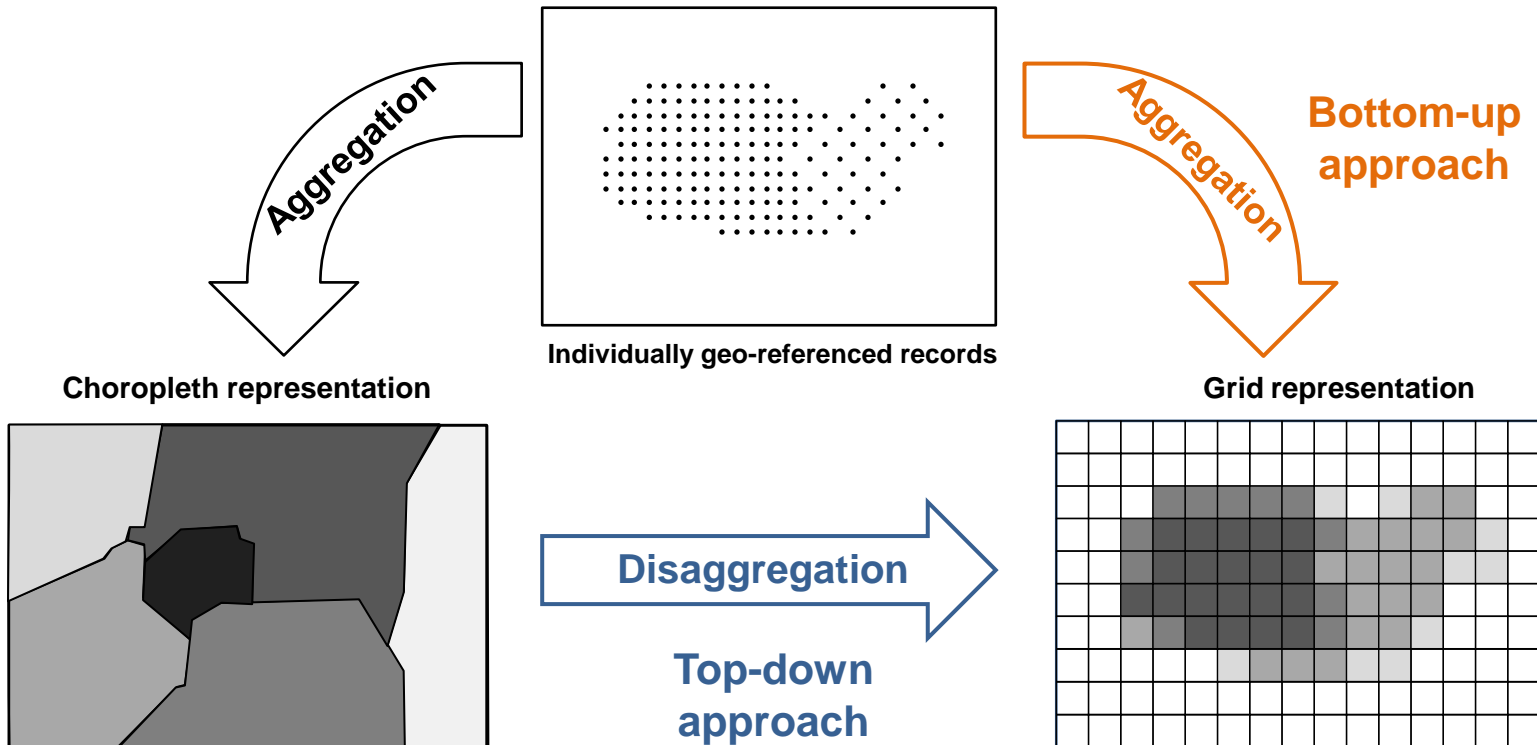 Aggregation
Aggregation
Bottom-up
approach
Individually geo-referenced records
Choropleth representation
Grid representation
Disaggregation
Top-down
approach